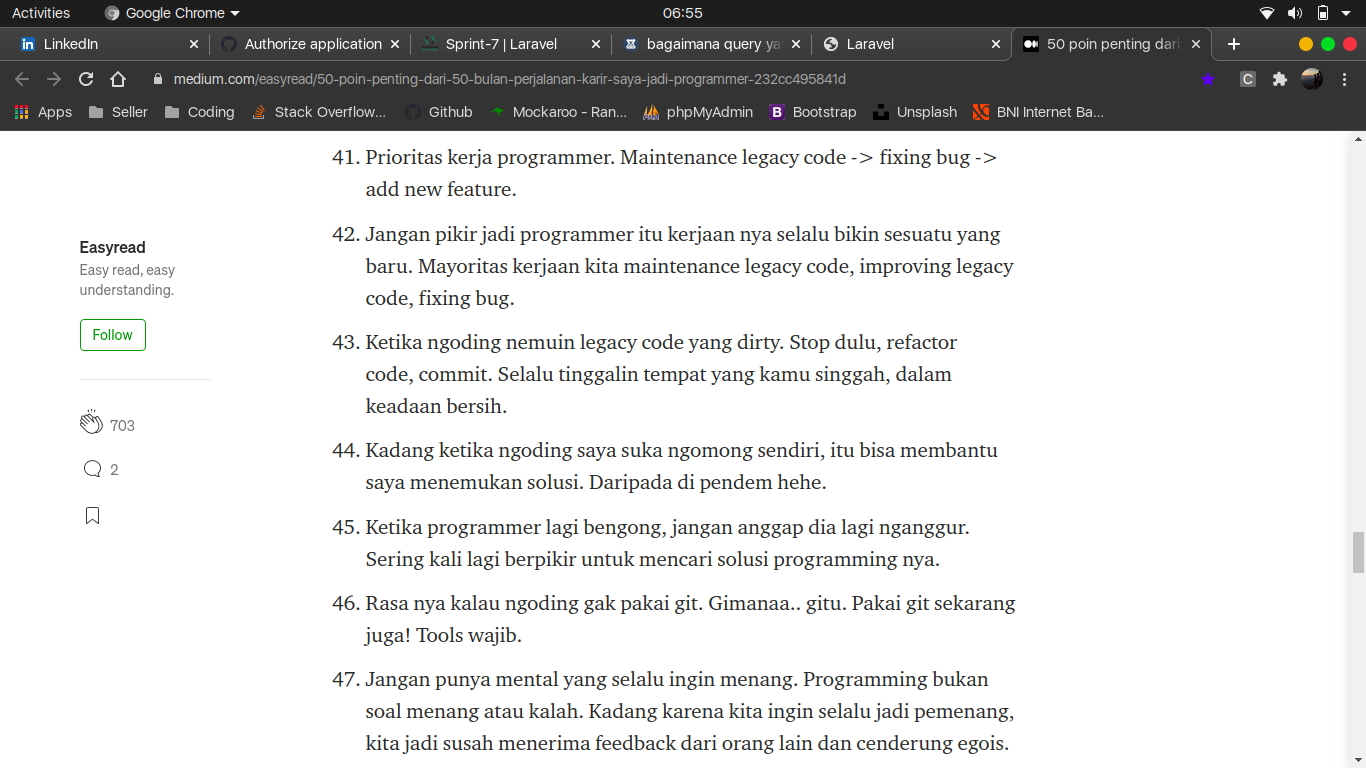 Activities
Google Chrome
06:55
LinkedIn
Authorize application
Sprint-7 | Laravel
bagaimana query ya
Laravel
50 poin penting dari
medium.com/easyread/50-poin-penting-dari-50-bulan-perjalanan-karir-saya-jadi-programmer-232cc495841d
Apps
Seller
Coding
Stack Overflow...
Github
Mockaroo - Ran...
phpMyAdmin
Bootstrap
Unsplash
BNI Internet Ba...
Easyread
Easy read, easy
understanding.
Follow
703
2
41. Prioritas kerja programmer. Maintenance legacy code -> fixing bug ->
add new feature.
42. Jangan pikir jadi programmer itu kerjaan nya selalu bikin sesuatu yang
baru. Mayoritas kerjaan kita maintenance legacy code, improving legacy
code, fixing bug.
43. Ketika ngoding nemuin legacy code yang dirty. Stop dulu, refactor
code, commit. Selalu tinggalin tempat yang kamu singgah, dalam
keadaan bersih.
44. Kadang ketika ngoding saya suka ngomong sendiri, itu bisa membantu
saya menemukan solusi. Daripada di pendem hehe.
45. Ketika programmer lagi bengong, jangan anggap dia lagi nganggur.
Sering kali lagi berpikir untuk mencari solusi programming nya.
46. Rasa nya kalau ngoding gak pakai git. Gimanaa.. gitu. Pakai git sekarang
juga! Tools wajib.
47. Jangan punya mental yang selalu ingin menang. Programming bukan
soal menang atau kalah. Kadang karena kita ingin selalu jadi pemenang,
kita jadi susah menerima feedback dari orang lain dan cenderung egois.